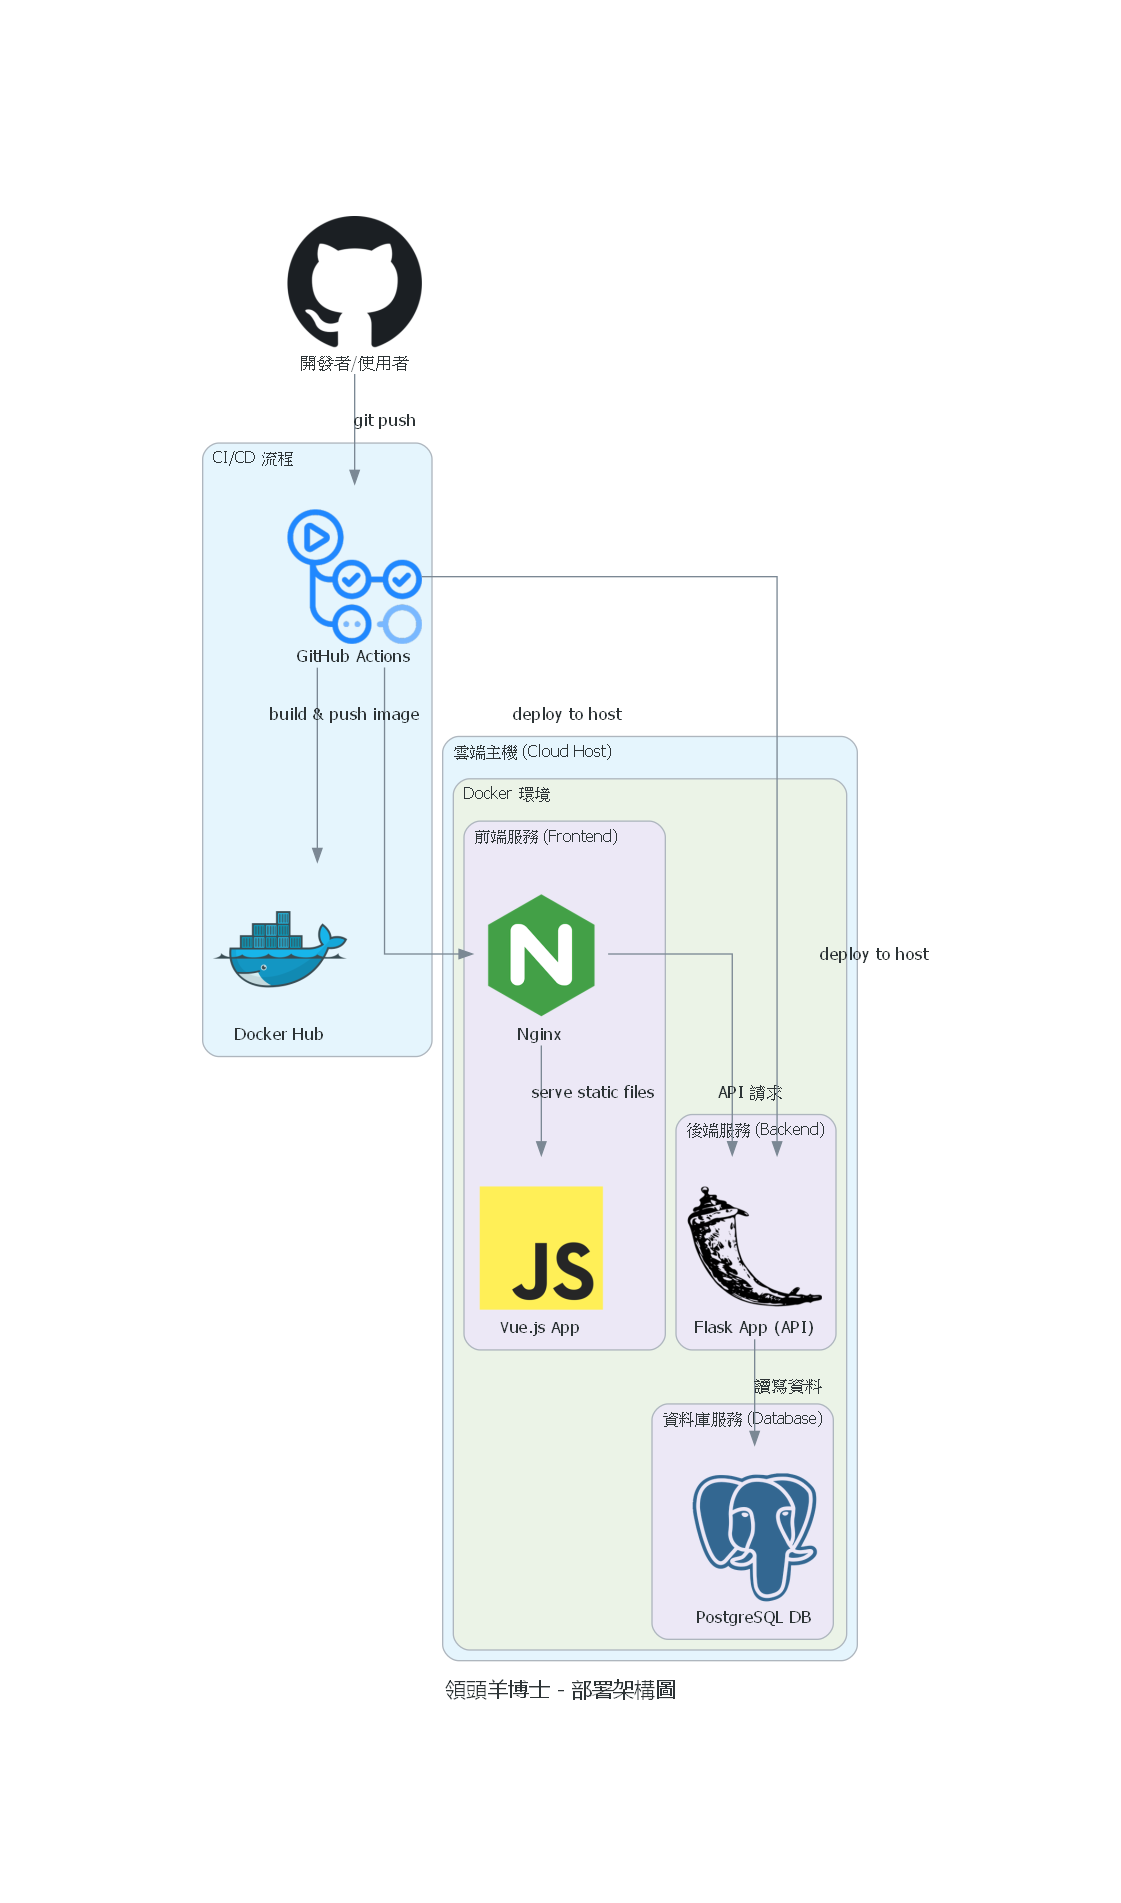 開發者/使用者
git push
CI/CD 流程
GitHub Actions
build & push image
deploy to host
雲端主機 (Cloud Host)
Docker 環境
前端服務 (Frontend)
Nginx
deploy to host
Docker Hub
serve static files
API 請求
後端服務 (Backend)
JS
Vue.js App
Flask App (API)
讀寫資料
資料庫服務 (Database)
PostgreSQL DB
領頭羊博士 - 部署架構圖